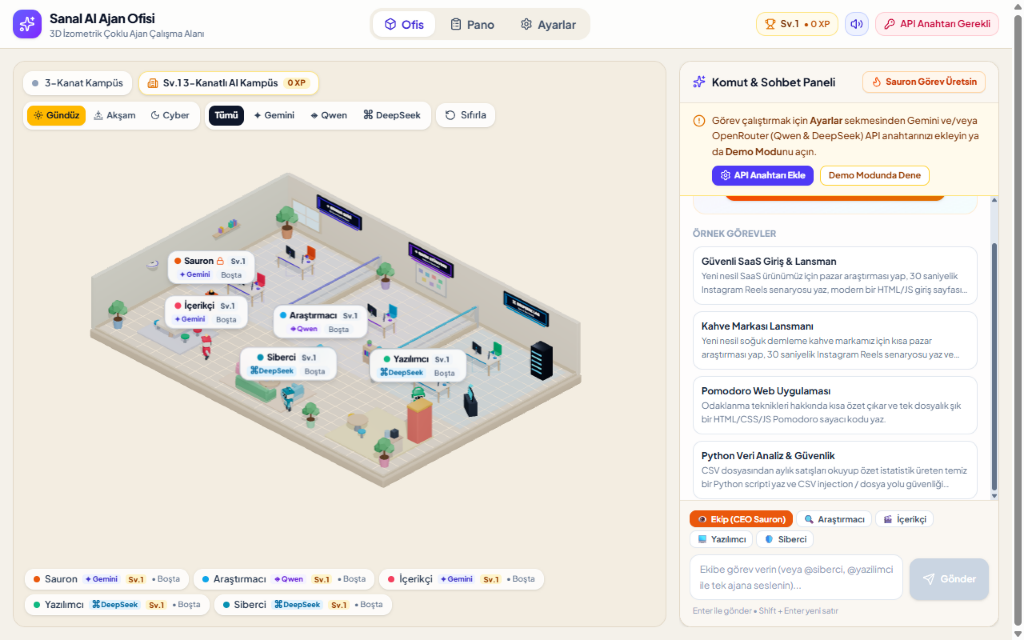 Sanal AI Ajan Ofisi
3D İzometrik Çoklu Ajan Çalışma Alanı
Ofis
Pano
Ayarlar
Sv.1 • 0 XP
API Anahtarı Gerekli
3-Kanat Kampüs
Sv.1 3-Kanatlı AI Kampüs 0 XP
Gündüz
Akşam
Cyber
Tümü
Gemini
Qwen
DeepSeek
Sıfırla
Sauron Sv.1
Gemini Boşta
İçerikçi Sv.1
Gemini Boşta
Araştırmacı Sv.1
Qwen Boşta
Siberci Sv.1
DeepSeek Boşta
Yazılımcı Sv.1
DeepSeek Boşta
Sauron Gemini Sv.1 • Boşta
Araştırmacı Qwen Sv.1 • Boşta
İçerikçi Gemini Sv.1 • Boşta
Yazılımcı DeepSeek Sv.1 • Boşta
Siberci DeepSeek Sv.1 • Boşta
Komut & Sohbet Paneli
Sauron Görev Üretsin
Görev çalıştırmak için Ayarlar sekmesinden Gemini ve/veya
OpenRouter (Qwen & DeepSeek) API anahtarınızı ekleyin ya
da Demo Modunu açın.
API Anahtarı Ekle
Demo Modunda Dene
ÖRNEK GÖREVLER
Güvenli SaaS Giriş & Lansman
Yeni nesil SaaS ürünümüz için pazar araştırması yap, 30 saniyelik
Instagram Reels senaryosu yaz, modern bir HTML/JS giriş sayfası...
Kahve Markası Lansmanı
Yeni nesil soğuk demleme kahve markamız için kısa pazar
araştırması yap, 30 saniyelik Instagram Reels senaryosu yaz ve...
Pomodoro Web Uygulaması
Odaklanma teknikleri hakkında kısa özet çıkar ve tek dosyalık şık
bir HTML/CSS/JS Pomodoro sayacı kodu yaz.
Python Veri Analiz & Güvenlik
CSV dosyasından aylık satışları okuyup özet istatistik üreten temiz
bir Python scripti yaz ve CSV injection / dosya yolu güvenliği...
Ekip (CEO Sauron)
Araştırmacı
İçerikçi
Yazılımcı
Siberci
Ekibe görev verin (veya @siberci, @yazilimci
ile tek ajana seslenin)...
Gönder
Enter ile gönder • Shift + Enter yeni satır